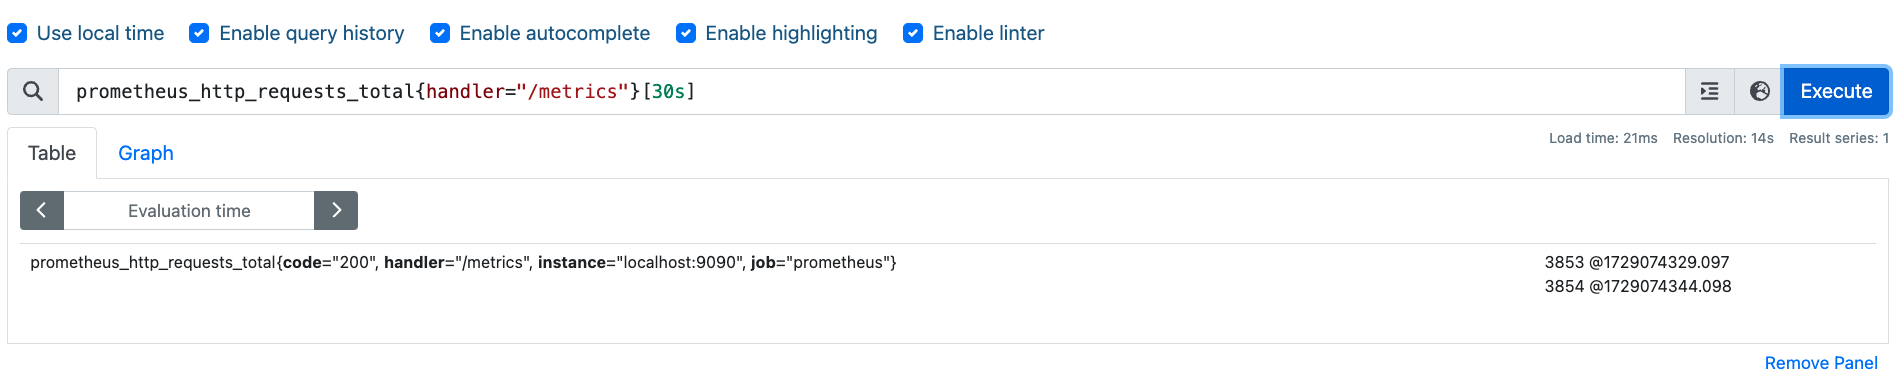 Use local time Enable query history Enable autocomplete Enable highlighting Enable linter
prometheus_http_requests_total{handler="/metrics"}[30s] Execute
Load time: 21ms Resolution: 14s Result series: 1
Table Graph
Evaluation time
prometheus_http_requests_total{code="200", handler="/metrics", instance="localhost:9090", job="prometheus"} 3853 @1729074329.097
3854 @1729074344.098
Remove Panel